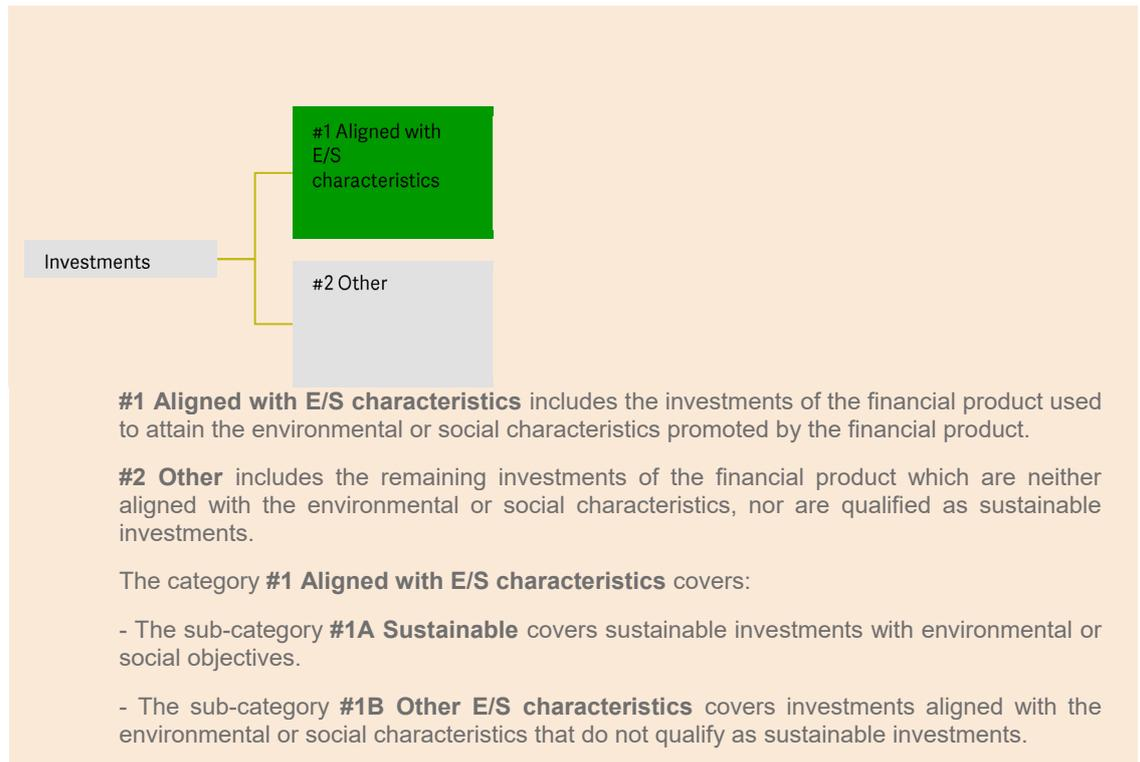 #1 Aligned with
E/S
characteristics
Investments
#2 Other
#1 Aligned with E/S characteristics includes the investments of the financial product used
to attain the environmental or social characteristics promoted by the financial product.
#2 Other includes the remaining investments of the financial product which are neither
aligned with the environmental or social characteristics, nor are qualified as sustainable
investments.
The category #1 Aligned with E/S characteristics covers:
- The sub-category #1A Sustainable covers sustainable investments with environmental or
social objectives.
- The sub-category #1B Other E/S characteristics covers investments aligned with the
environmental or social characteristics that do not qualify as sustainable investments.